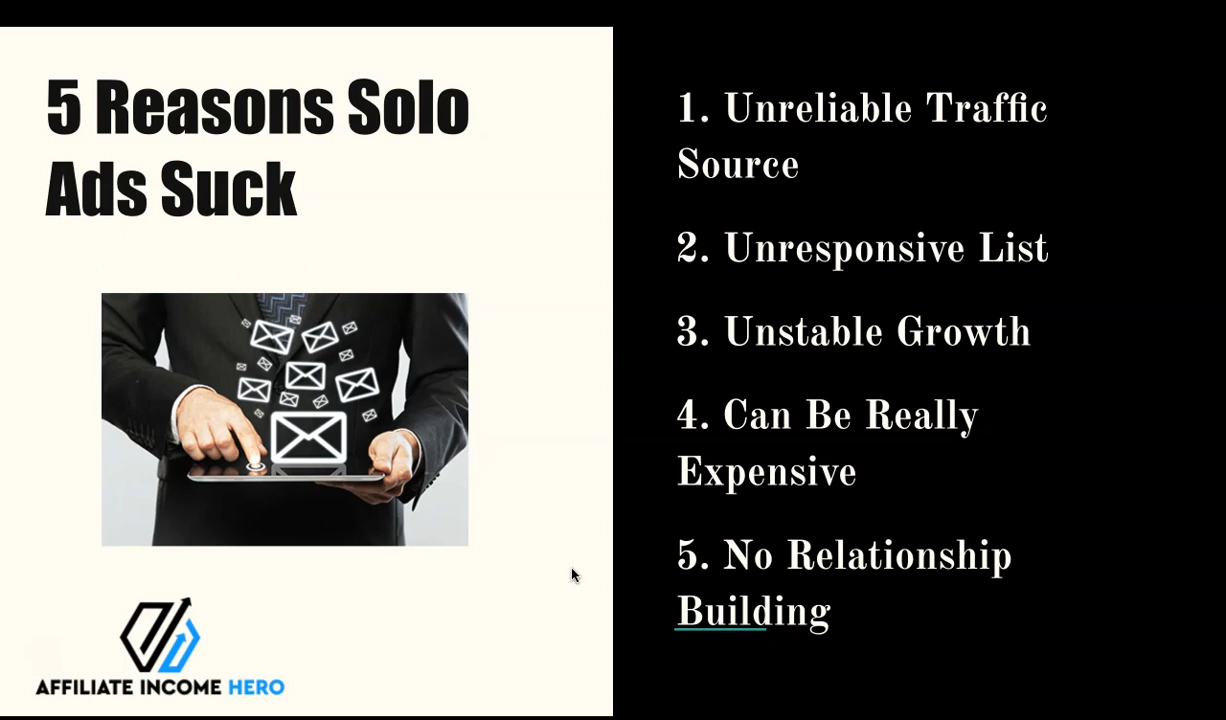 5 Reasons Solo
Ads Suck
AFFILIATE INCOME HERO
1. Unreliable Traffic
Source
2. Unresponsive List
3. Unstable Growth
4. Can Be Really
Expensive
5. No Relationship
Building